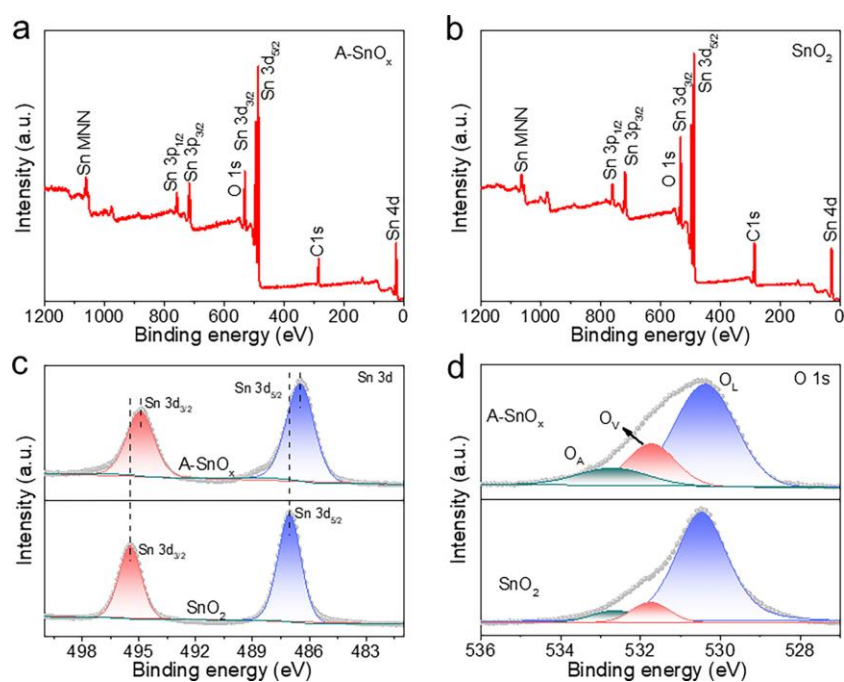 a
A-SnOₓ
Intensity (a.u.)
Sn MNN
Sn 3p₁/₂
Sn 3p₃/₂
O 1s
Sn 3d₃/₂
Sn 3d₅/₂
C1s
Sn 4d
1200 1000 800 600 400 200 0
Binding energy (eV)
b
SnO₂
Intensity (a.u.)
Sn MNN
Sn 3p₁/₂
Sn 3p₃/₂
O 1s
Sn 3d₃/₂
Sn 3d₅/₂
C1s
Sn 4d
1200 1000 800 600 400 200 0
Binding energy (eV)
c
Sn 3d
Intensity (a.u.)
Sn 3d₃/₂
Sn 3d₅/₂
A-SnOₓ
Sn 3d₃/₂
Sn 3d₅/₂
SnO₂
498 495 492 489 486 483
Binding energy (eV)
d
O 1s
Intensity (a.u.)
A-SnOₓ
O_A
O_V
O_L
SnO₂
536 534 532 530 528
Binding energy (eV)